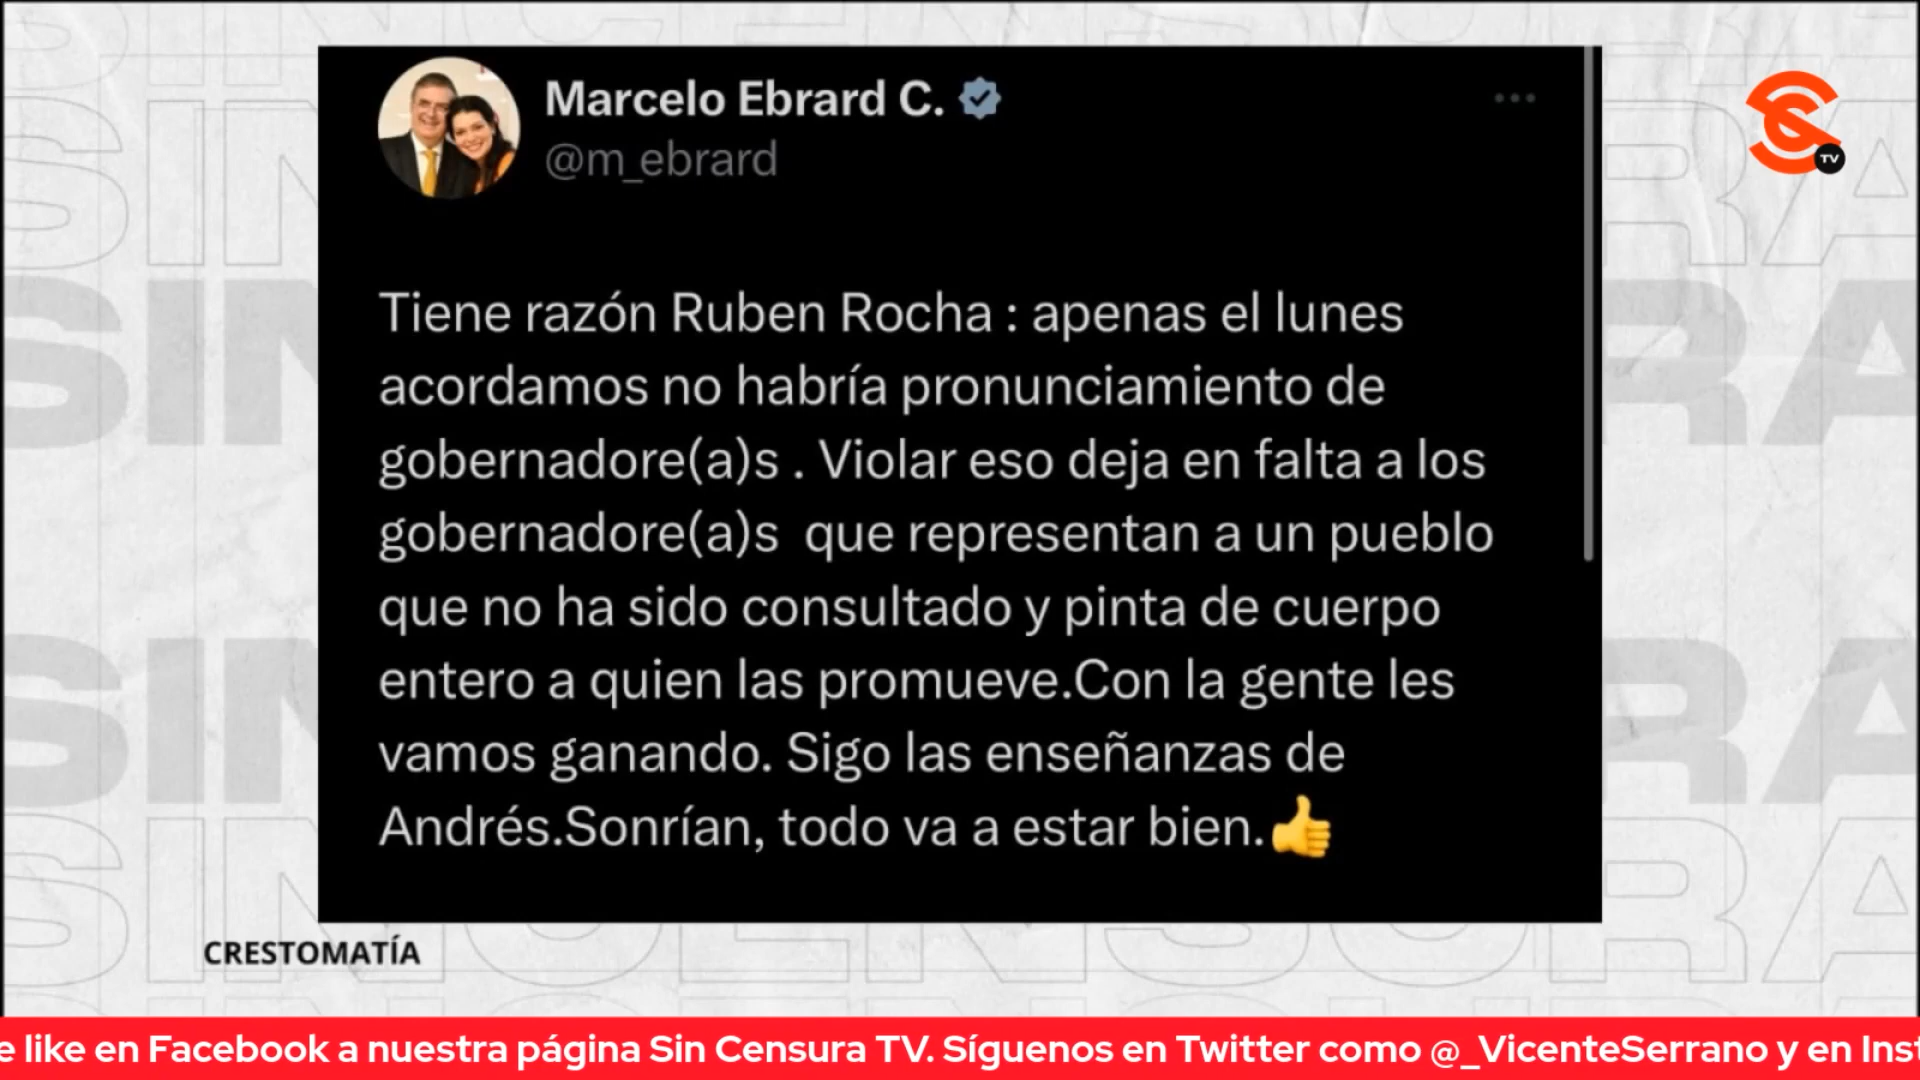 Marcelo Ebrard C.
@m_ebrard
TV
Tiene razón Ruben Rocha : apenas el lunes
acordamos no habría pronunciamiento de
gobernadore(a)s . Violar eso deja en falta a los
gobernadore(a)s  que representan a un pueblo
que no ha sido consultado y pinta de cuerpo
entero a quien las promueve.Con la gente les
vamos ganando. Sigo las enseñanzas de
Andrés.Sonrían, todo va a estar bien.👍
CRESTOMATÍA
e like en Facebook a nuestra página Sin Censura TV. Síguenos en Twitter como @_VicenteSerrano y en Inst